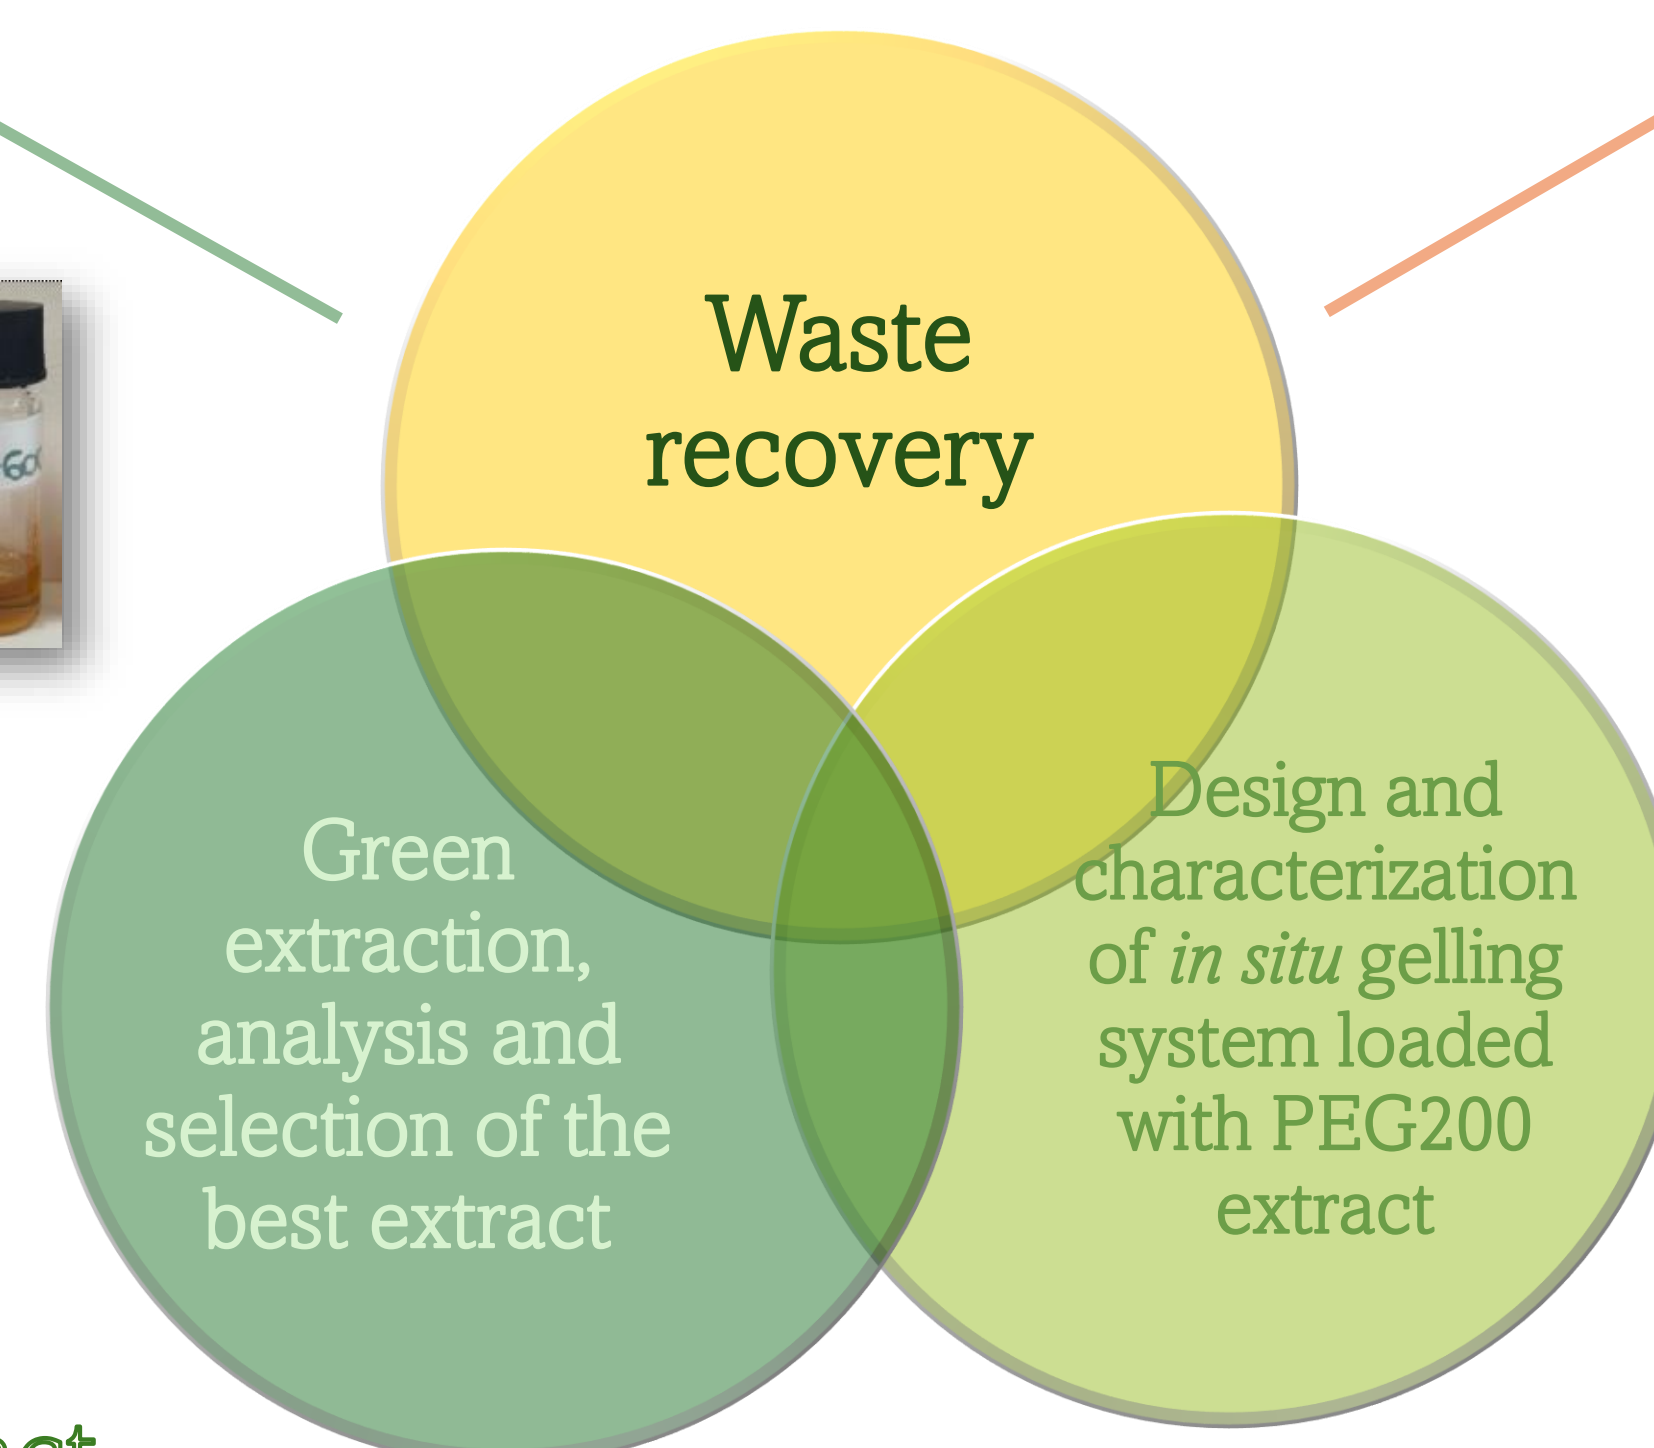 Waste
recovery
Green
extraction,
analysis and
selection of the
best extract
Design and
characterization
of in situ gelling
system loaded
with PEG200
extract